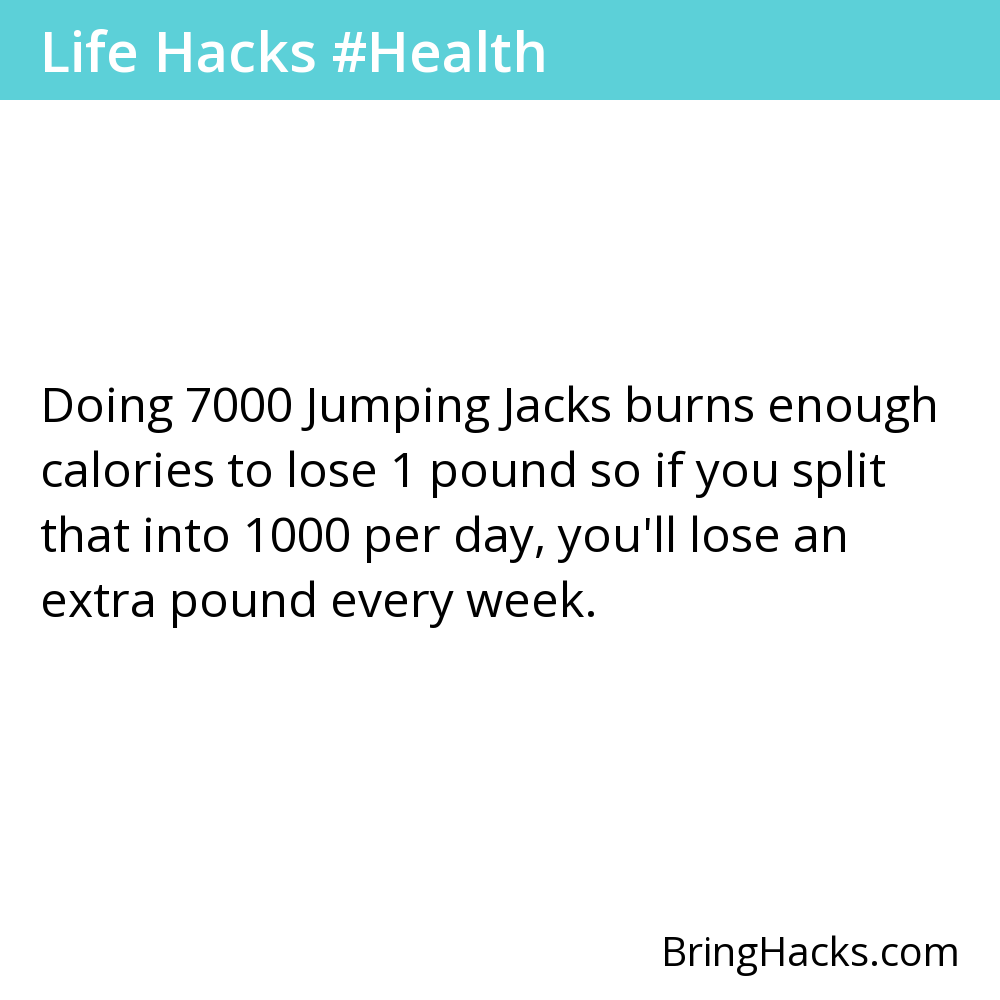 Life Hacks #Health
Doing 7000 Jumping Jacks burns enough
calories to lose 1 pound so if you split
that into 1000 per day, you'll lose an
extra pound every week.
BringHacks.com